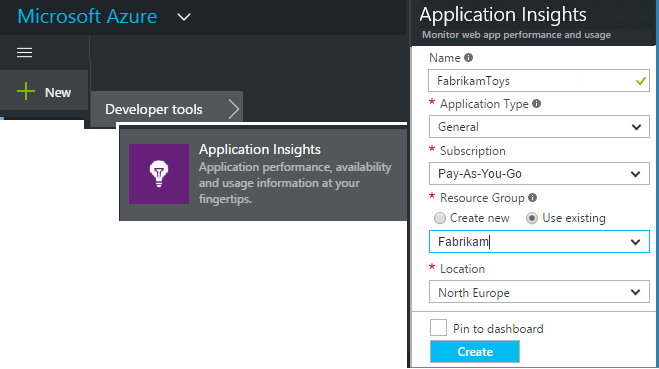 Microsoft Azure
New
Developer tools
Application Insights
Application performance, availability
and usage information at your
fingertips.
Application Insights
Monitor web app performance and usage
Name
FabrikamToys
* Application Type
General
* Subscription
Pay-As-You-Go
* Resource Group
Create new Use existing
Fabrikam
* Location
North Europe
Pin to dashboard
Create